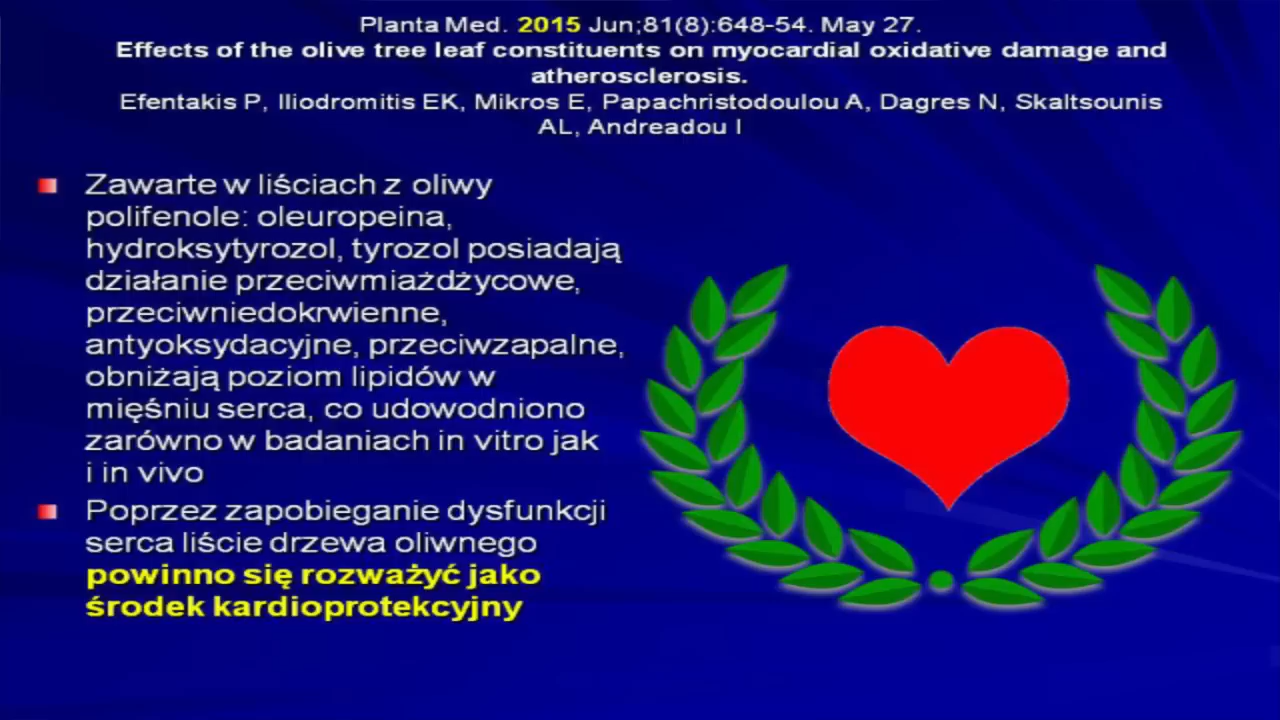 Planta Med. 2015 Jun;81(8):648-54. May 27.
Effects of the olive tree leaf constituents on myocardial oxidative damage and
atherosclerosis.
Efentakis P, Iliodromitis EK, Mikros E, Papachristodoulou A, Dagres N, Skaltsounis
AL, Andreadou I
Zawarte w liściach z oliwy
polifenole: oleuropeina,
hydroksytyrozol, tyrozol posiadają
działanie przeciwmiażdżycowe,
przeciwniedokrwienne,
antyoksydacyjne, przeciwzapalne,
obniżają poziom lipidów w
mięśniu serca, co udowodniono
zarówno w badaniach in vitro jak
i in vivo
Poprzez zapobieganie dysfunkcji
serca liście drzewa oliwnego
powinno się rozważyć jako
środek kardioprotekcyjny